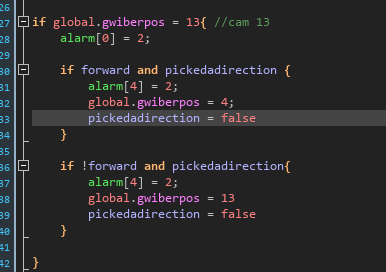 26
27 if global.gwiberpos = 13{ //cam 13
28 alarm[0] = 2;
29
30 if forward and pickedadirection {
31 alarm[4] = 2;
32 global.gwiberpos = 4;
33 pickedadirection = false
34 }
35
36 if !forward and pickedadirection{
37 alarm[4] = 2;
38 global.gwiberpos = 13
39 pickedadirection = false
40 }
41
42 }